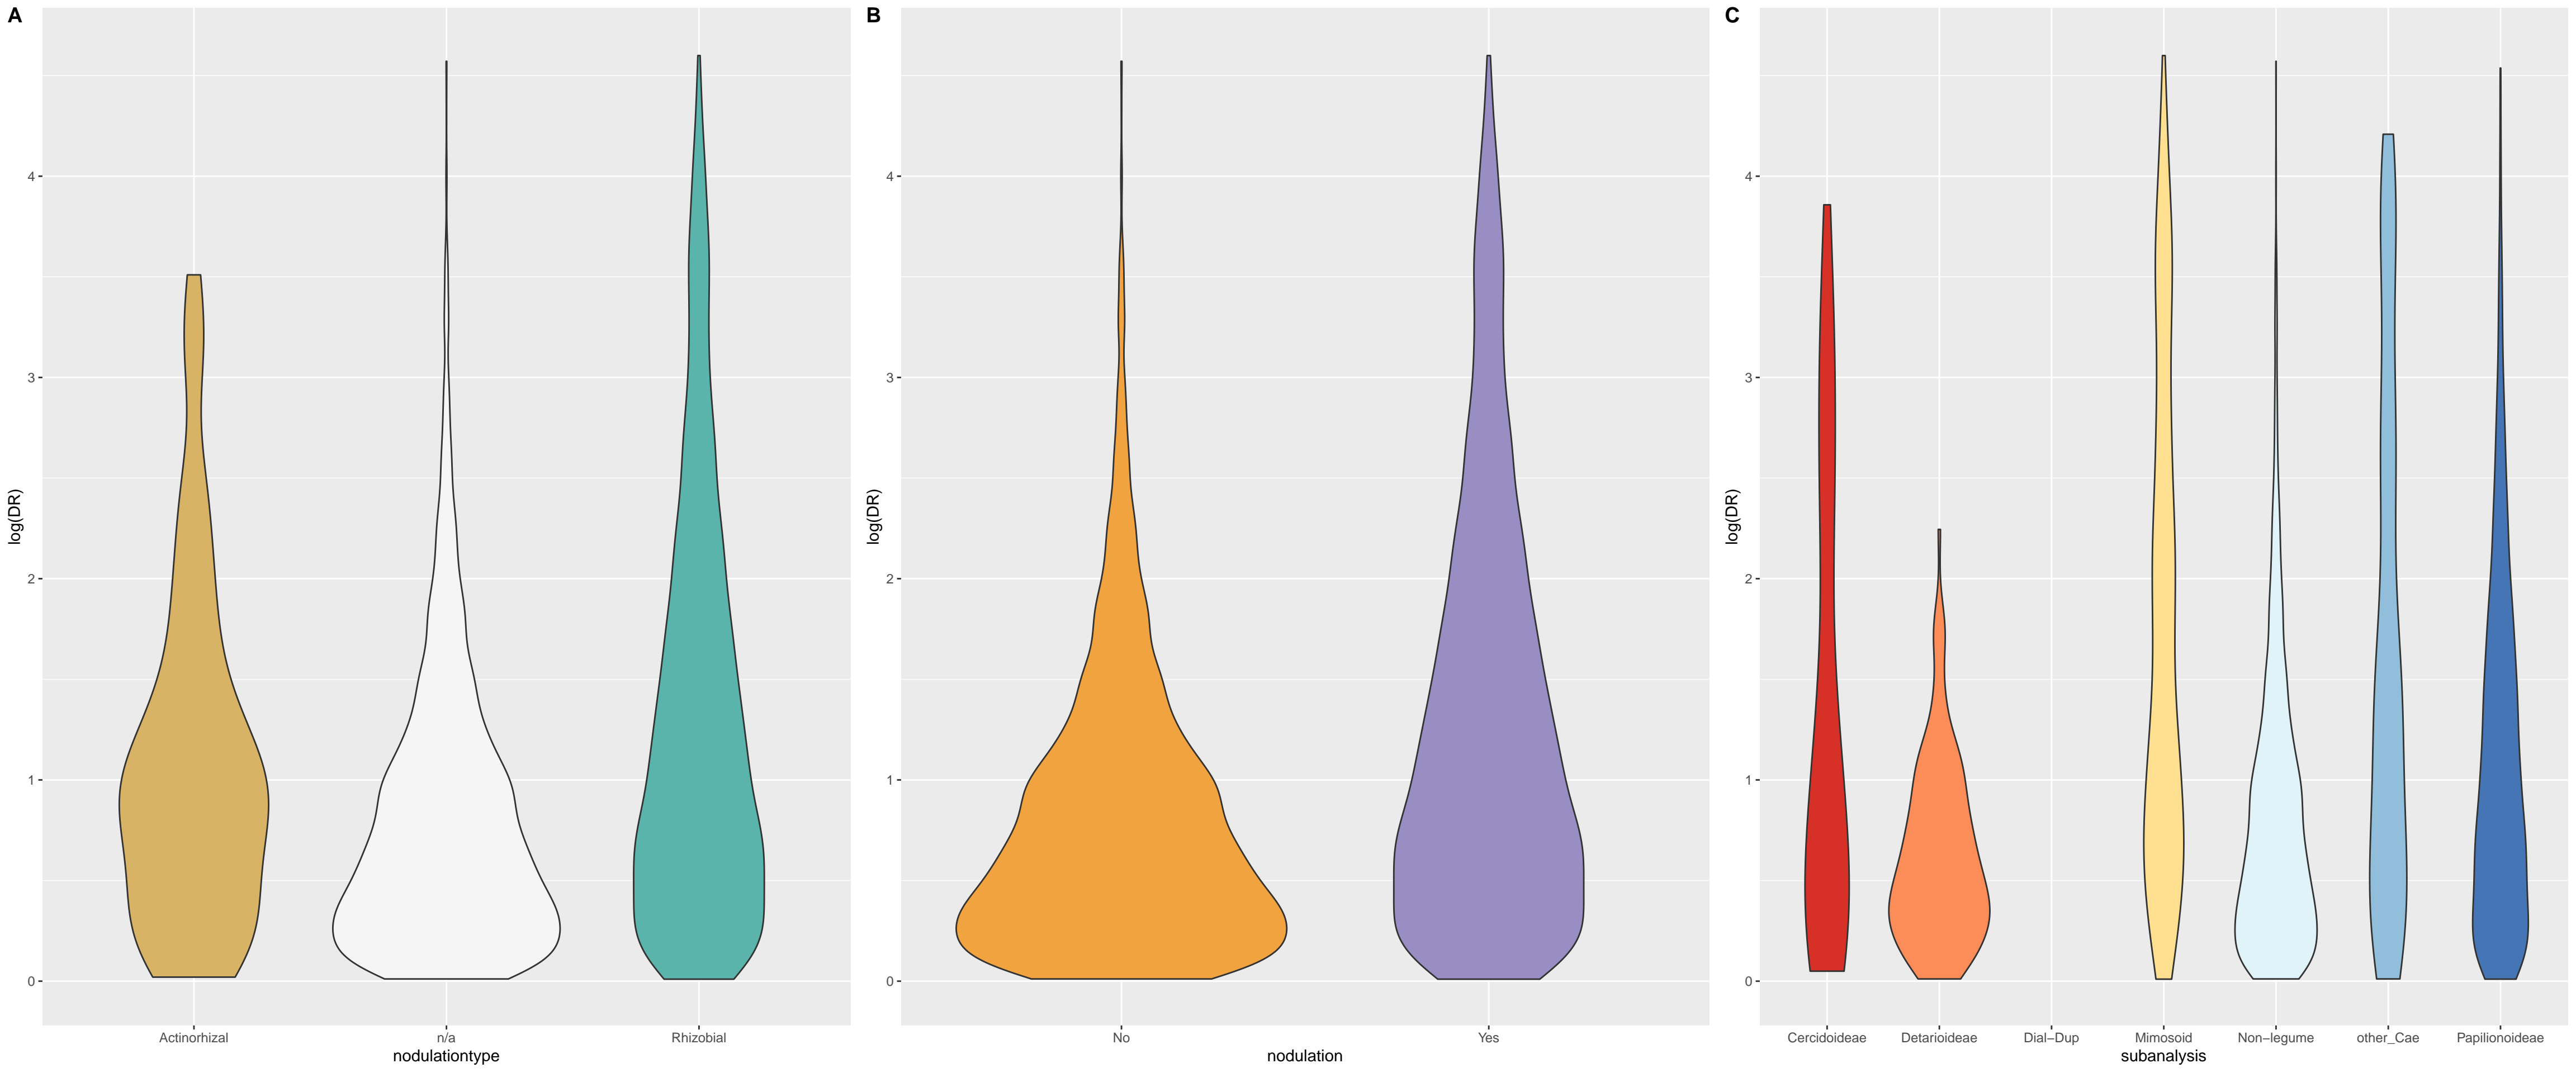 A
log(DR)
4
3
2
1
0
Actinorhizal n/a Rhizobial
nodulationtype
B
log(DR)
4
3
2
1
0
No Yes
nodulation
C
log(DR)
4
3
2
1
0
Cercidoideae Detarioideae Dial−Dup Mimosoid Non−legume other_Cae Papilionoideae
subanalysis